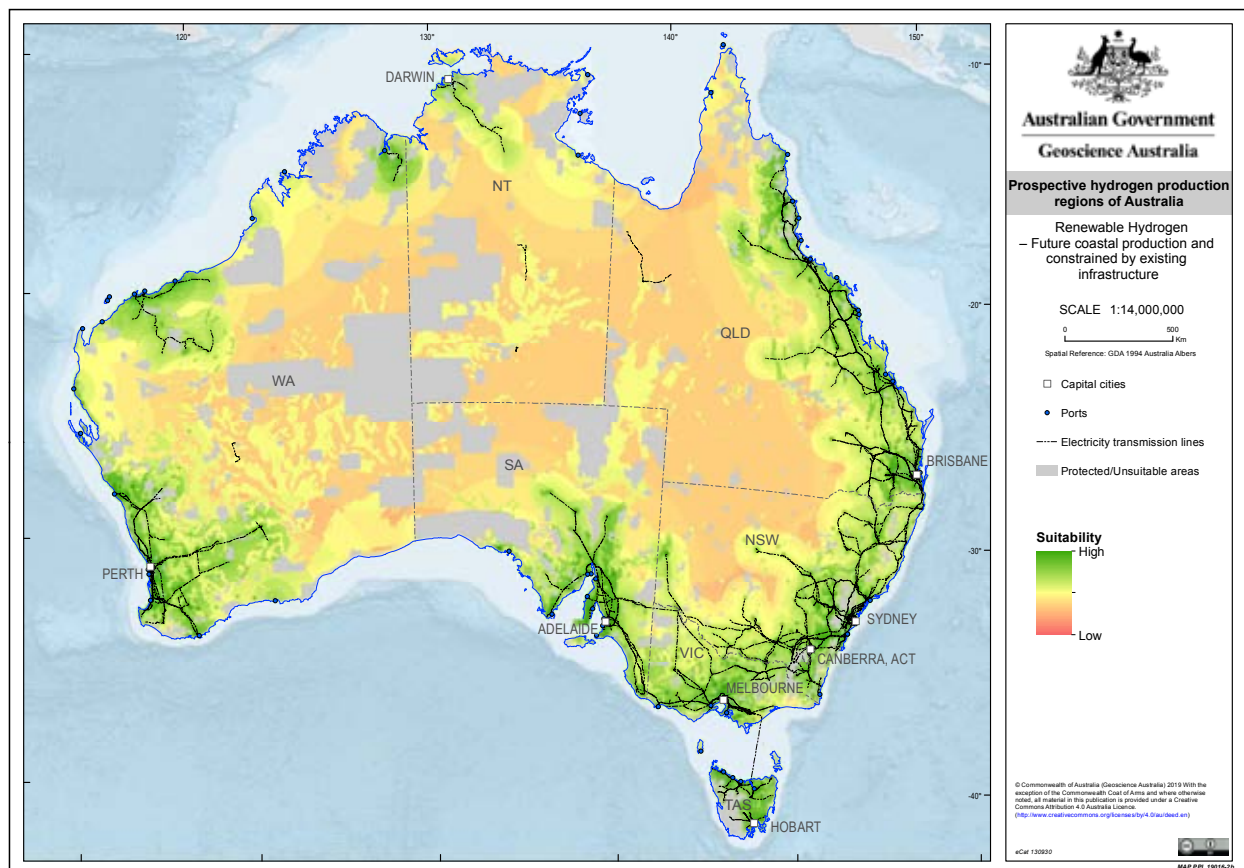 120°
130°
140°
150°
-10°
-20°
-30°
-40°
DARWIN
NT
QLD
WA
SA
BRISBANE
NSW
PERTH
ADELAIDE
SYDNEY
VIC
CANBERRA, ACT
MELBOURNE
TAS
HOBART
Australian Government
Geoscience Australia
Prospective hydrogen production
regions of Australia
Renewable Hydrogen
– Future coastal production and
constrained by existing
infrastructure
SCALE 1:14,000,000
0 500
Km
Spatial Reference: GDA 1994 Australia Albers
Capital cities
Ports
Electricity transmission lines
Protected/Unsuitable areas
Suitability
High
Low
© Commonwealth of Australia (Geoscience Australia) 2019 With the
exception of the Commonwealth Coat of Arms and where otherwise
noted, all material in this publication is provided under a Creative
Commons Attribution 4.0 Australia Licence.
(http://www.creativecommons.org/licenses/by/4.0/au/deed.en)
eCat 130930